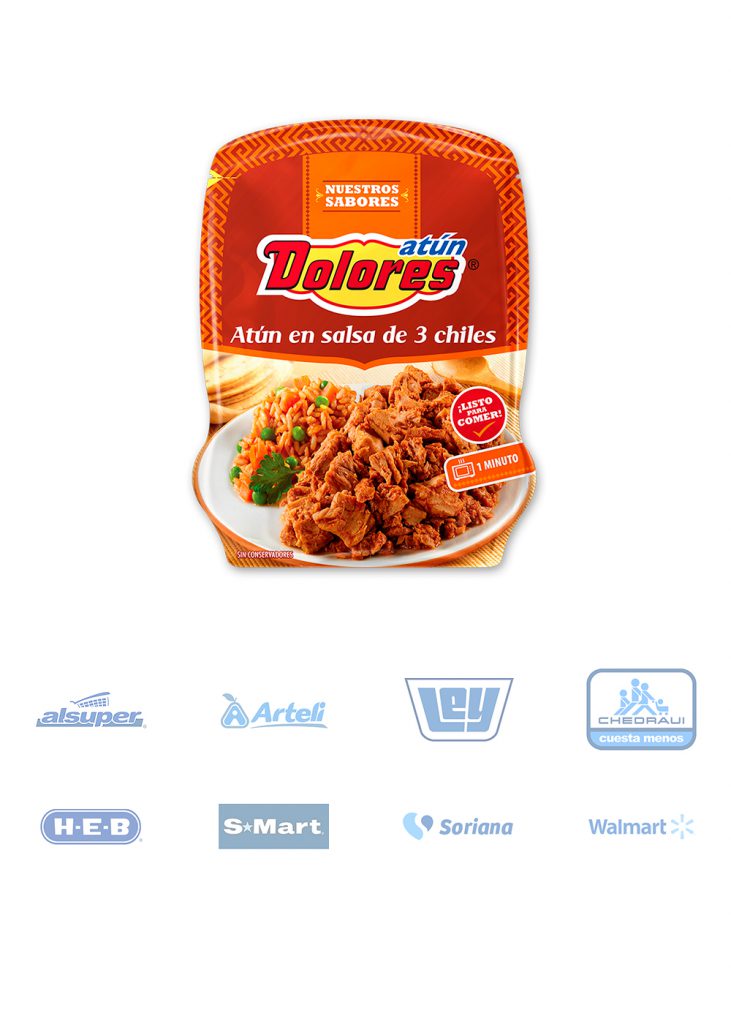 NUESTROS
SABORES
atún
Dolores®
Atún en salsa de 3 chiles
¡LISTO
PARA
COMER!
1 MINUTO
SIN CONSERVADORES
alsuper®
Arteli
Ley
CHEDRAUI
cuesta menos
H-E-B®
S★Mart
Soriana
Walmart